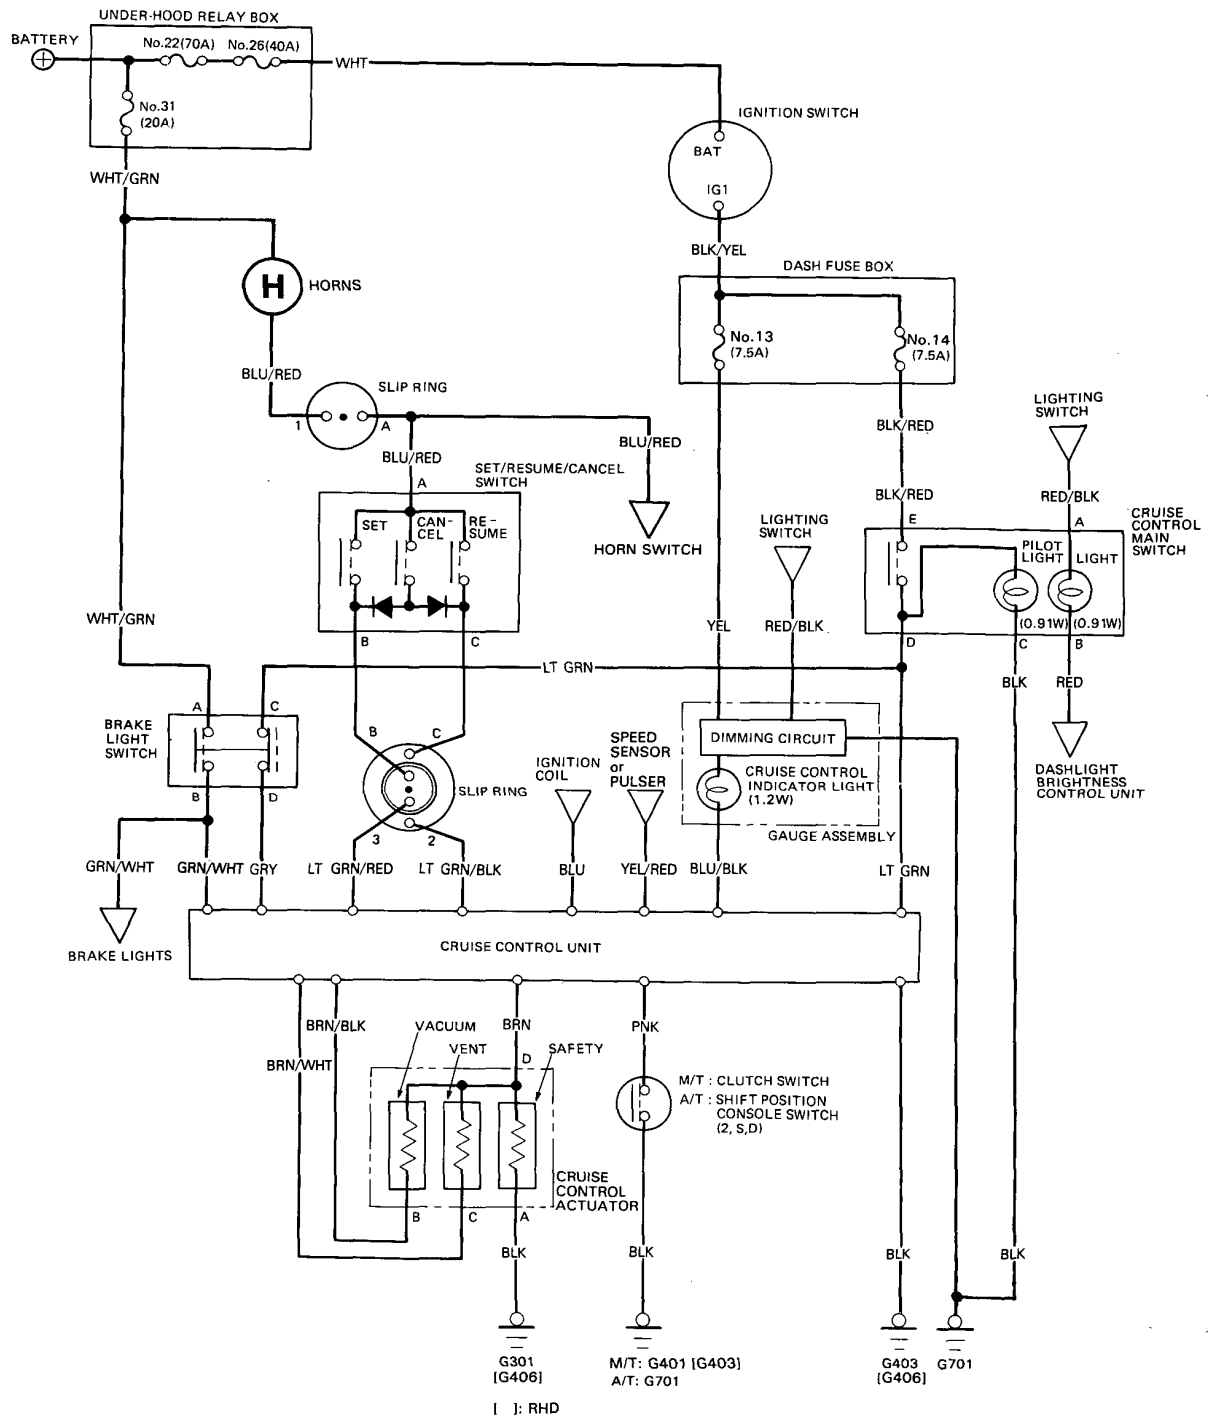 UNDER-HOOD RELAY BOX
BATTERY
No.22(70A)
No.26(40A)
WHT
No.31
(20A)
IGNITION SWITCH
BAT
IG1
WHT/GRN
BLK/YEL
DASH FUSE BOX
H
HORNS
No.13
(7.5A)
No.14
(7.5A)
BLU/RED
SLIP RING
1
A
LIGHTING
SWITCH
BLK/RED
BLU/RED
BLU/RED
SET/RESUME/CANCEL
SWITCH
A
BLK/RED
RED/BLK
SET
CAN-
CEL
RE-
SUME
HORN SWITCH
LIGHTING
SWITCH
E
A
CRUISE
CONTROL
MAIN
SWITCH
PILOT
LIGHT
LIGHT
WHT/GRN
YEL
RED/BLK
(0.91W)
(0.91W)
B
C
D
C
B
LT GRN
BLK
RED
A
C
BRAKE
LIGHT
SWITCH
B
C
SPEED
SENSOR
or
PULSER
DIMMING CIRCUIT
IGNITION
COIL
DASHLIGHT
BRIGHTNESS
CONTROL UNIT
CRUISE CONTROL
INDICATOR LIGHT
(1.2W)
B
D
SLIP RING
GAUGE ASSEMBLY
3
2
GRN/WHT
GRN/WHT
GRY
LT GRN/RED
LT GRN/BLK
BLU
YEL/RED
BLU/BLK
LT GRN
BRAKE LIGHTS
CRUISE CONTROL UNIT
BRN/BLK
VACUUM
BRN
PNK
BRN/WHT
VENT
D
SAFETY
M/T : CLUTCH SWITCH
A/T : SHIFT POSITION
CONSOLE SWITCH
(2, S,D)
CRUISE
CONTROL
ACTUATOR
B
C
A
BLK
BLK
BLK
BLK
G301
[G406]
M/T: G401 [G403]
A/T: G701
G403
[G406]
G701
[ ]: RHD